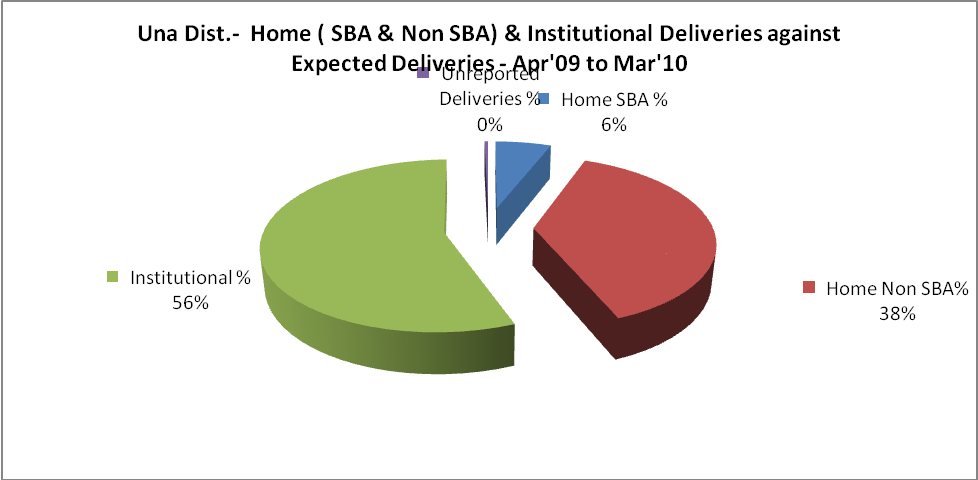 Una Dist.-  Home ( SBA & Non SBA) & Institutional Deliveries against
Expected Deliveries - Apr'09 to Mar'10
Unreported
Deliveries %
0%
Home SBA %
6%
Home Non SBA%
38%
Institutional %
56%